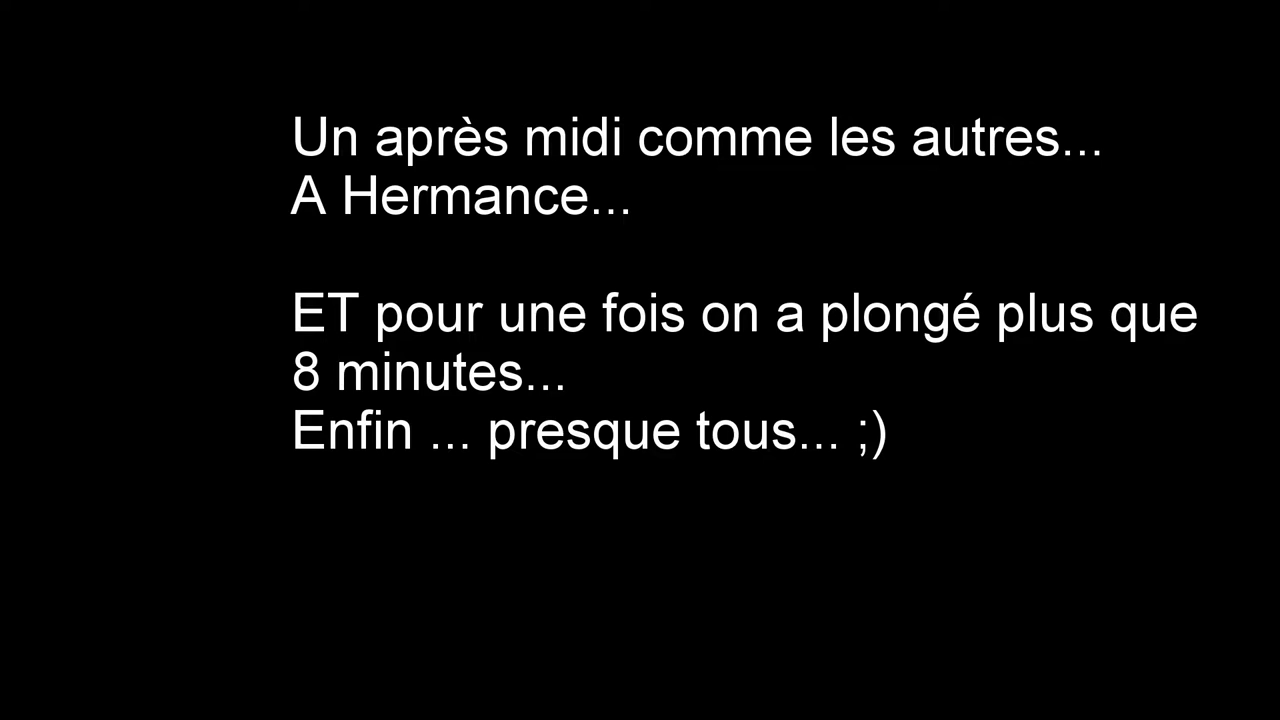 Un après midi comme les autres...
A Hermance...
ET pour une fois on a plongé plus que
8 minutes...
Enfin ... presque tous... ;)